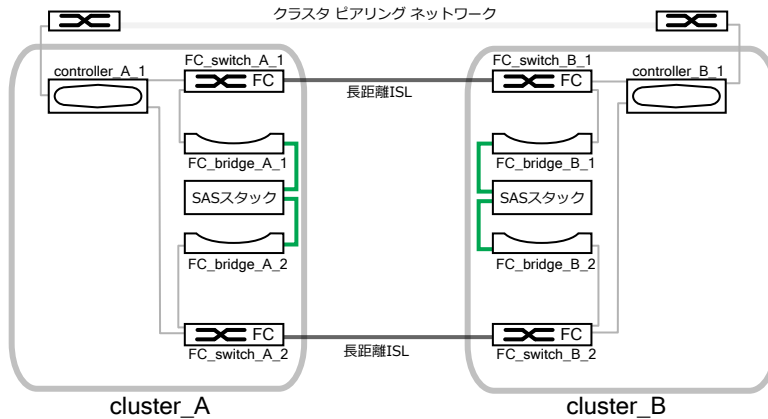 クラスタ ピアリング ネットワーク
controller_A_1
FC_switch_A_1
FC
長距離ISL
FC_switch_B_1
FC
controller_B_1
FC_bridge_A_1
FC_bridge_B_1
SASスタック
SASスタック
FC_bridge_A_2
FC_bridge_B_2
FC
FC_switch_A_2
長距離ISL
FC
FC_switch_B_2
cluster_A
cluster_B